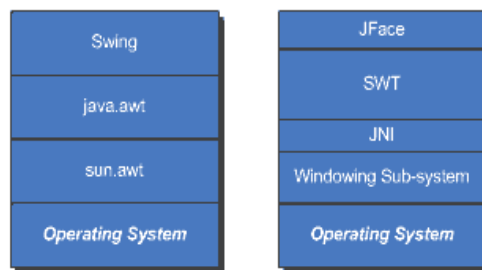 Swing
java.awt
sun.awt
Operating System
JFace
SWT
JNI
Windowing Sub-system
Operating System